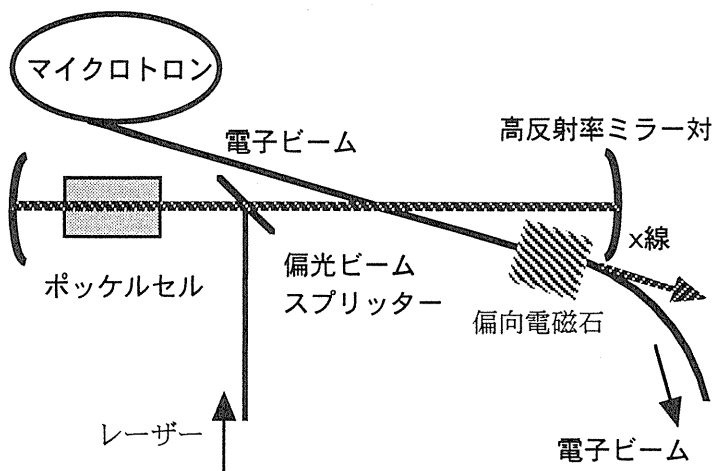 マイクロトロン
電子ビーム
高反射率ミラー対
x線
偏光ビーム
スプリッター
ポッケルセル
偏向電磁石
レーザー
電子ビーム